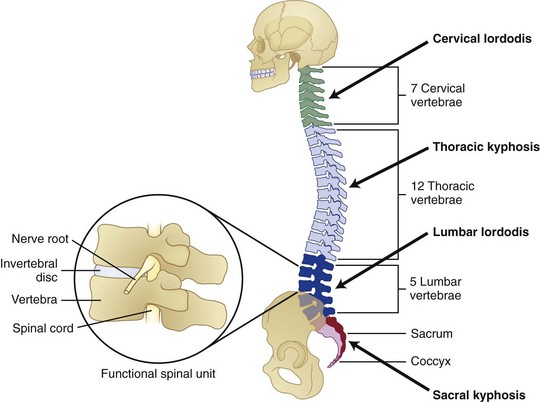 Cervical lordodis
7 Cervical
vertebrae
Thoracic kyphosis
12 Thoracic
vertebrae
Lumbar lordodis
5 Lumbar
vertebrae
Sacrum
Coccyx
Sacral kyphosis
Nerve root
Invertebral
disc
Vertebra
Spinal cord
Functional spinal unit